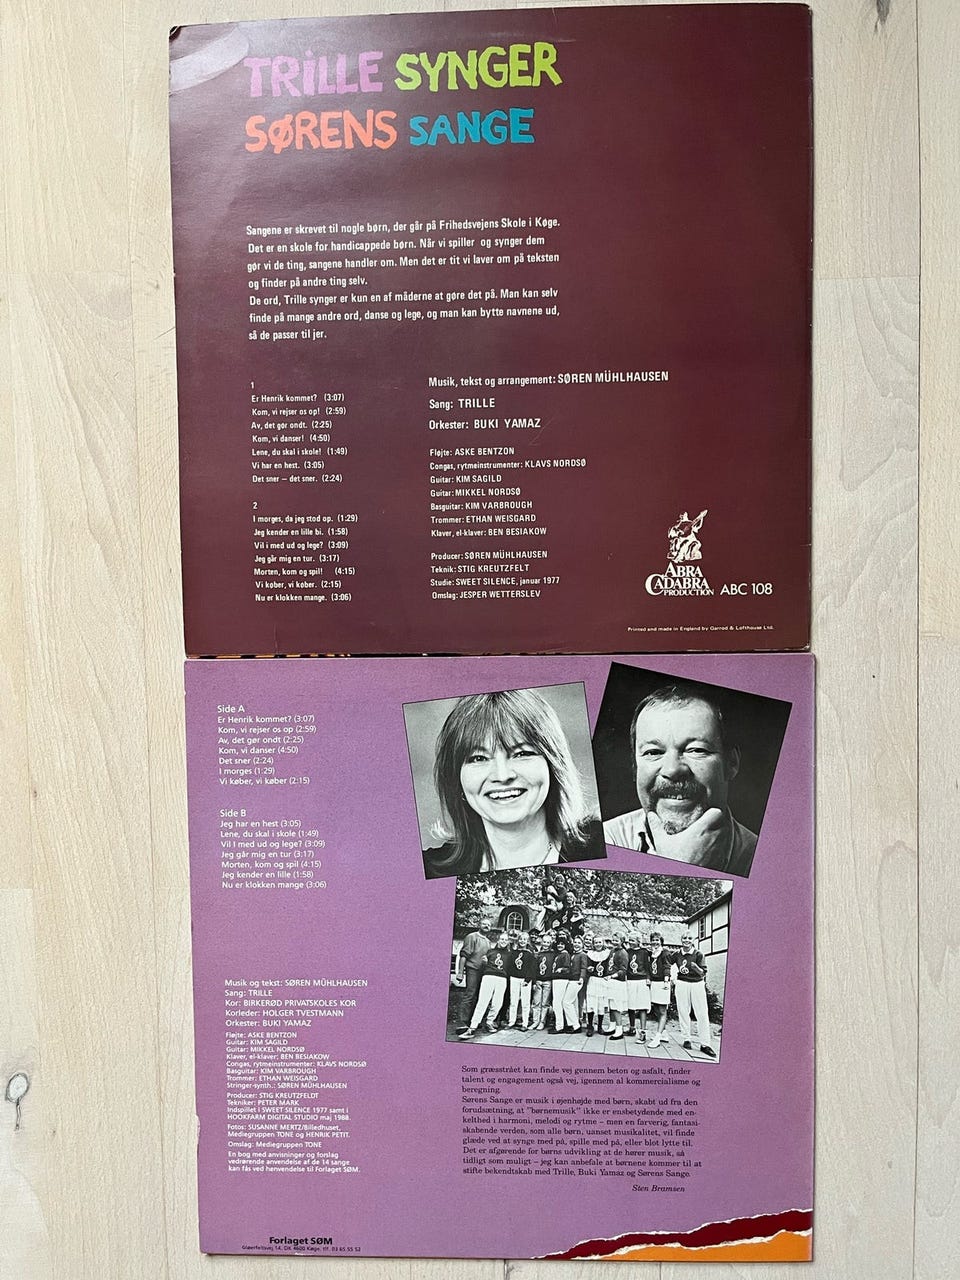 TRILLE SYNGER
SØRENS SANGE
Sangene er skrevet til nogle børn, der går på Frihedsvejens Skole i Køge.
Det er en skole for handicappede børn. Når vi spiller og synger dem
gør vi de ting, sangene handler om. Men det er tit vi laver om på teksten
og finder på andre ting selv.
De ord, Trille synger er kun en af måderne at gøre det på. Man kan selv
finde på mange andre ord, danse og lege, og man kan bytte navnene ud,
så de passer til jer.
1
Er Henrik kommet? (3:07)
Kom, vi rejser os op! (2:59)
Av, det gør ondt. (2:25)
Kom, vi danser! (4:50)
Lene, du skal i skole! (1:49)
Vi har en hest. (3:05)
Det sner – det sner. (2:24)
2
I morges, da jeg stod op. (1:29)
Jeg kender en lille bi. (1:58)
Vil i med ud og lege? (3:09)
Jeg går mig en tur. (3:17)
Morten, kom og spil! (4:15)
Vi køber, vi køber. (2:15)
Nu er klokken mange. (3:06)
Musik, tekst og arrangement: SØREN MÜHLHAUSEN
Sang: TRILLE
Orkester: BUKI YAMAZ
Fløjte: ASKE BENTZON
Congas, rytmeinstrumenter: KLAVS NORDSØ
Guitar: KIM SAGILD
Guitar: MIKKEL NORDSØ
Basguitar: KIM VARBROUGH
Trommer: ETHAN WEISGARD
Klaver, el-klaver: BEN BESIAKOW
Producer: SØREN MÜHLHAUSEN
Teknik: STIG KREUTZFELT
Studie: SWEET SILENCE, januar 1977
Omslag: JESPER WETTERSLEV
ABRA
CADABRA
PRODUCTION
ABC 108
Printed and made in England by Garrod & Lofthouse Ltd.
Side A
Er Henrik kommet? (3:07)
Kom, vi rejser os op (2:59)
Av, det gør ondt (2:25)
Kom, vi danser (4:50)
Det sner (2:24)
I morges (1:29)
Vi køber, vi køber (2:15)
Side B
Jeg har en hest (3:05)
Lene, du skal i skole (1:49)
Vil I med ud og lege? (3:09)
Jeg går mig en tur (3:17)
Morten, kom og spil (4:15)
Jeg kender en lille (1:58)
Nu er klokken mange (3:06)
Musik og tekst: SØREN MÜHLHAUSEN
Sang: TRILLE
Kor: BIRKERØD PRIVATSKOLES KOR
Korleder: HOLGER TVESTMANN
Orkester: BUKI YAMAZ
Fløjte: ASKE BENTZON
Guitar: KIM SAGILD
Guitar: MIKKEL NORDSØ
Klaver, el-klaver: BEN BESIAKOW
Congas, rytmeinstrumenter: KLAVS NORDSØ
Basguitar: KIM VARBROUGH
Trommer: ETHAN WEISGARD
Stringer-synth.: SØREN MÜHLHAUSEN
Producer: STIG KREUTZFELDT
Tekniker: PETER MARK
Indspillet i SWEET SILENCE 1977 samt i
HOOKFARM DIGITAL STUDIO maj 1988.
Fotos: SUSANNE MERTZ/Billedhuset,
Mediegruppen TONE og HENRIK PETIT.
Omslag: Mediegruppen TONE
En bog med anvisninger og forslag
vedrørende anvendelse af de 14 sange
kan fås ved henvendelse til Forlaget SØM.
Som græsstrået kan finde vej gennem beton og asfalt, finder
talent og engagement også vej, igennem al kommercialisme og
beregning.
Sørens Sange er musik i øjenhøjde med børn, skabt ud fra den
forudsætning, at "børnemusik" ikke er ensbetydende med en-
kelthed i harmoni, melodi og rytme – men en farverig, fantasi-
skabende verden, som alle børn, uanset musikalitet, vil finde
glæde ved at synge med på, spille med på, eller blot lytte til.
Det er afgørende for børns udvikling at de hører musik, så
tidligt som muligt – jeg kan anbefale at børnene kommer til at
stifte bekendtskab med Trille, Buki Yamaz og Sørens Sange.
Sten Bramsen
Forlaget SØM
Gløerfeltsvej 14, DK 4600 Køge. tlf. 03 65 55 52